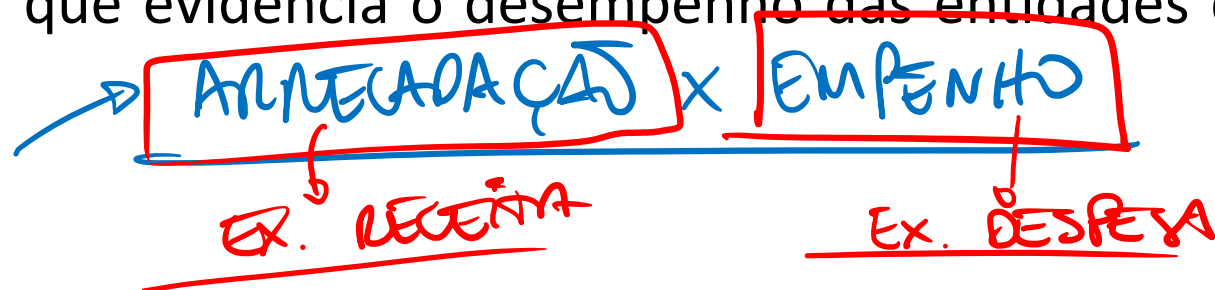 que evidencia o desempenho das entidades
ARRECADAÇÃO X EMPENHO
EX. RECEITA EX. DESPESA